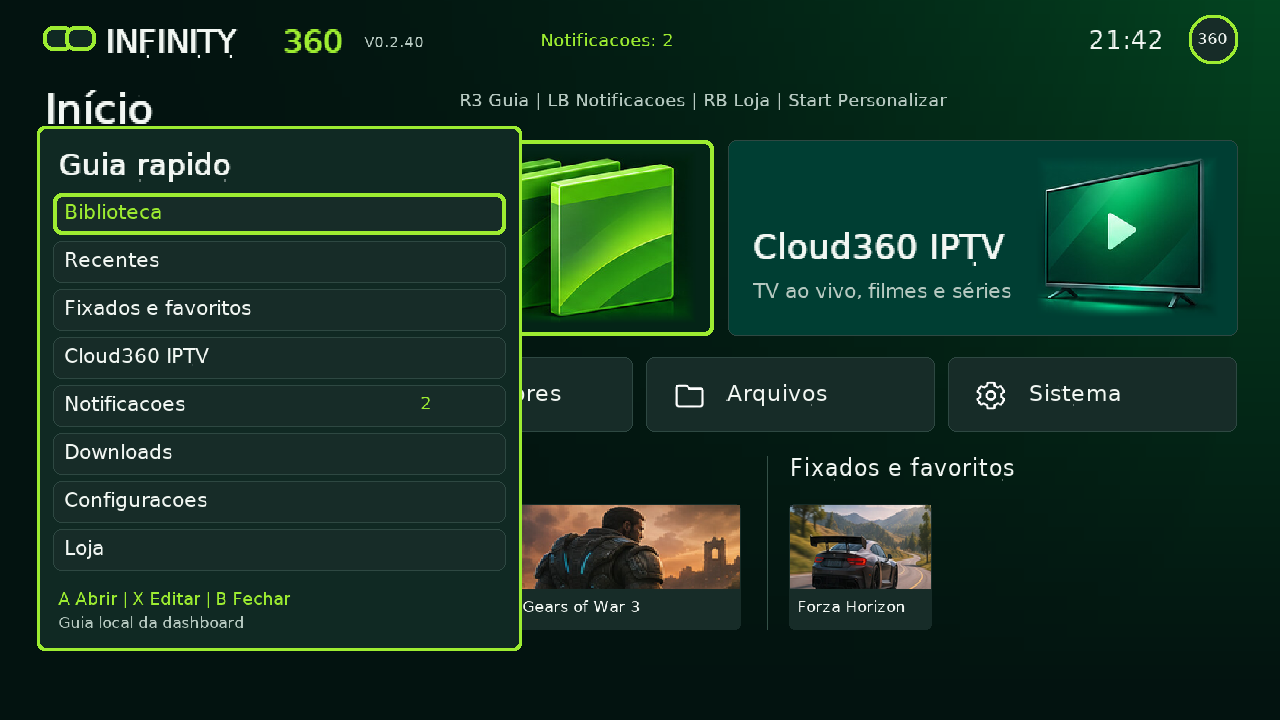 INFINITY 360 V0.2.40 Notificacoes: 2 21:42 360
Início
R3 Guia | LB Notificacoes | RB Loja | Start Personalizar
Guia rapido
Biblioteca
Recentes
Fixados e favoritos
Cloud360 IPTV
Notificacoes 2
Downloads
Configuracoes
Loja
A Abrir | X Editar | B Fechar
Guia local da dashboard
Cloud360 IPTV
TV ao vivo, filmes e séries
Arquivos
Sistema
Fixados e favoritos
Gears of War 3
Forza Horizon